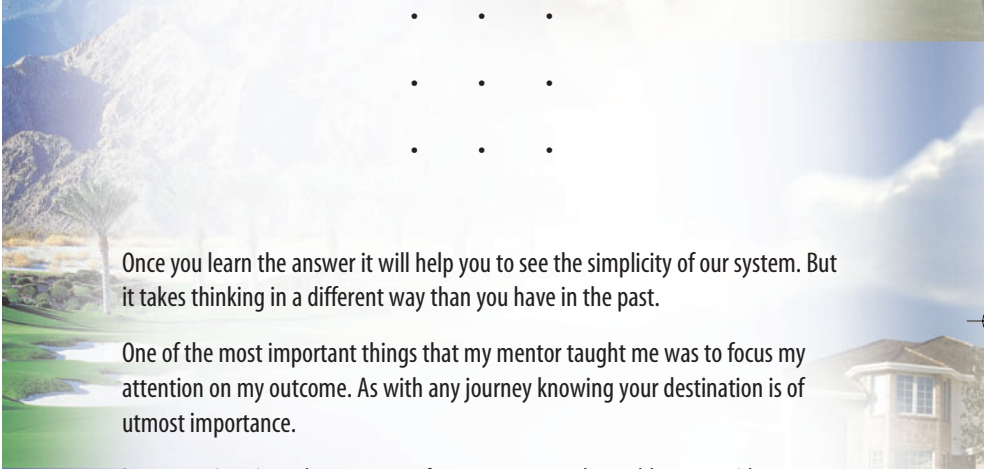 Once you learn the answer it will help you to see the simplicity of our system. But
it takes thinking in a different way than you have in the past.
One of the most important things that my mentor taught me was to focus my
attention on my outcome. As with any journey knowing your destination is of
utmost importance.